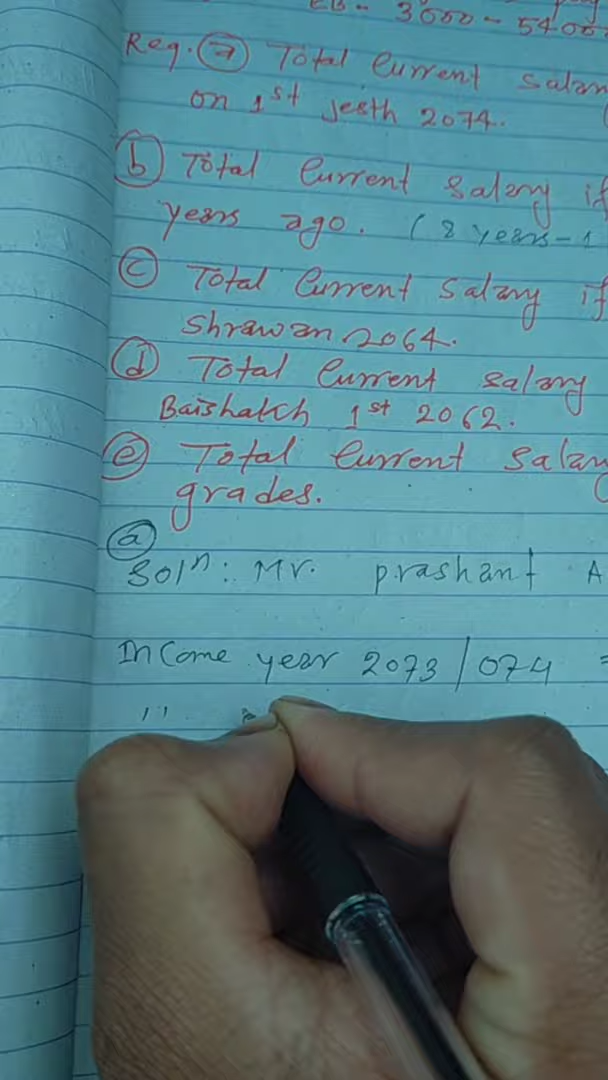 EB - 3000 - 54000
Req. (a) Total Current Salary
on 1st jesth 2074. (
(b) Total Current Salary if
years ago. ( 8 years - 1
(c) Total Current Salary if
Shrawan 2064.
(d) Total Current Salary
Baishakh 1st 2062.
(e) Total Current Salary
grades. (
(a)
Solⁿ: Mr. prashant A
Income year 2073/074 =
" "